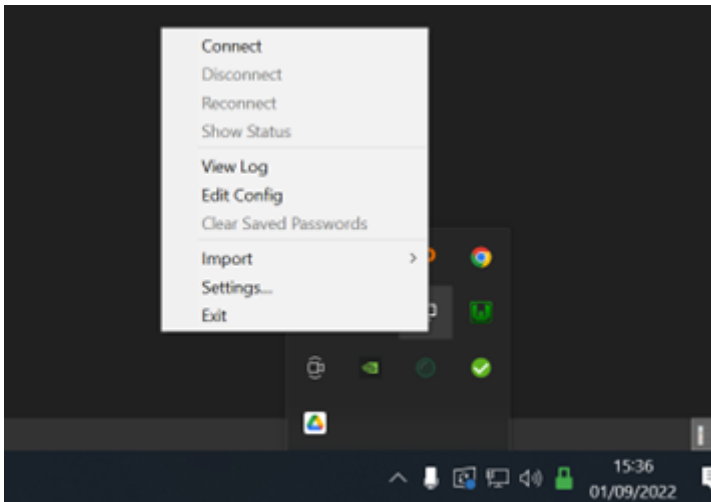 Connect
Disconnect
Reconnect
Show Status
View Log
Edit Config
Clear Saved Passwords
Import
Settings...
Exit
15:36
01/09/2022